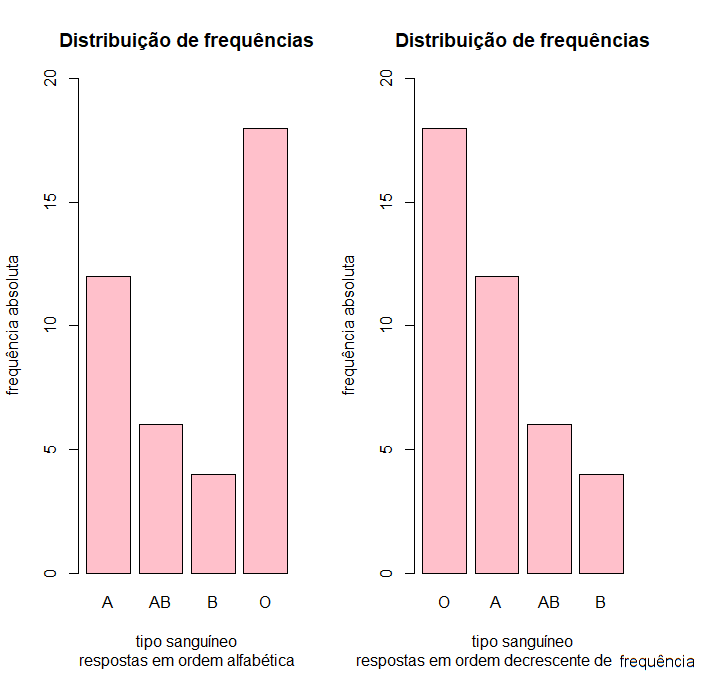 Distribuição de frequências
frequência absoluta
20
15
10
5
0
A AB B O
tipo sanguíneo
respostas em ordem alfabética
Distribuição de frequências
frequência absoluta
20
15
10
5
0
O A AB B
tipo sanguíneo
respostas em ordem decrescente de frequência